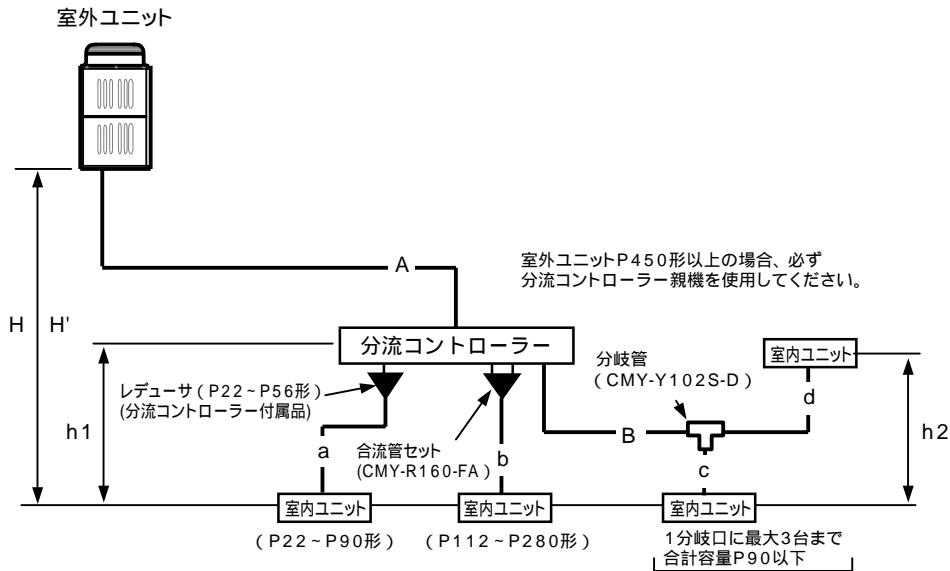 室外ユニット
A
室外ユニットP450形以上の場合、必ず
分流コントローラー親機を使用してください。
H
H'
分流コントローラー
室内ユニット
分岐管
(CMY-Y102S-D)
レデューサ(P22~P56形)
(分流コントローラー付属品)
h1
d
h2
B
合流管セット
(CMY-R160-FA)
a
b
c
室内ユニット
室内ユニット
室内ユニット
(P22~P90形)
(P112~P280形)
1分岐口に最大3台まで
合計容量P90以下